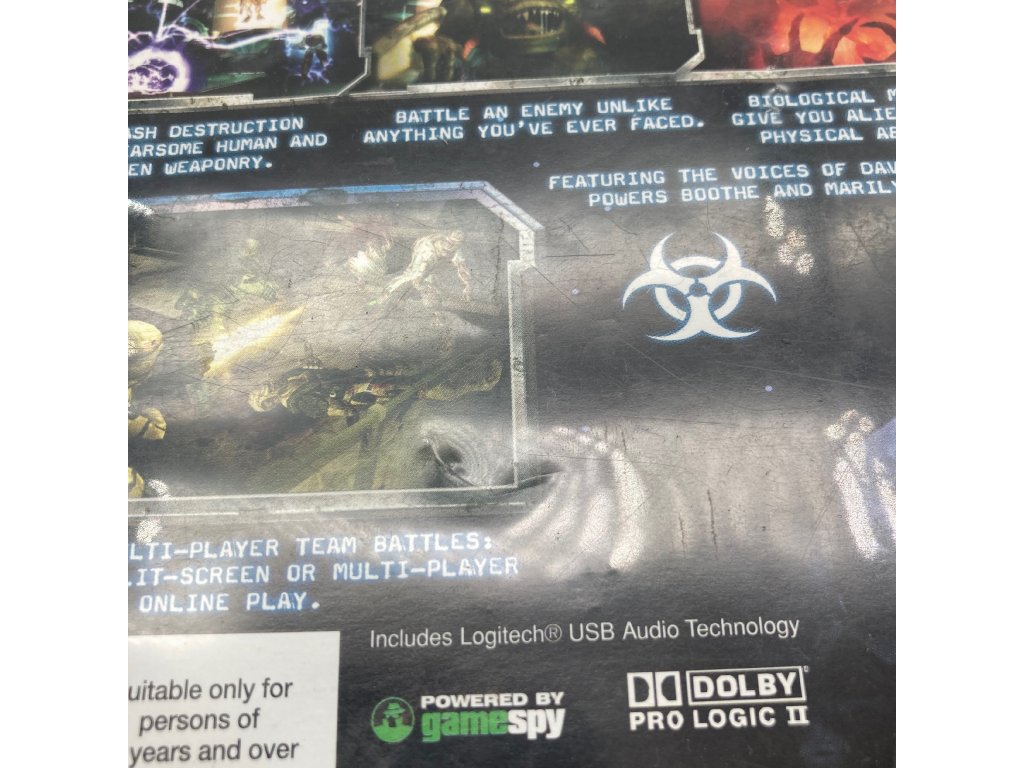 ASH DESTRUCTION
ARSOME HUMAN AND
EN WEAPONRY.
BATTLE AN ENEMY UNLIKE
ANYTHING YOU'VE EVER FACED.
BIOLOGICAL M
GIVE YOU ALIE
PHYSICAL AB
FEATURING THE VOICES OF DAV
POWERS BOOTHE AND MARILY
LTI-PLAYER TEAM BATTLES:
LIT-SCREEN OR MULTI-PLAYER
ONLINE PLAY.
Includes Logitech® USB Audio Technology
uitable only for
persons of
years and over
POWERED BY
gamespy
DOLBY
PRO LOGIC II